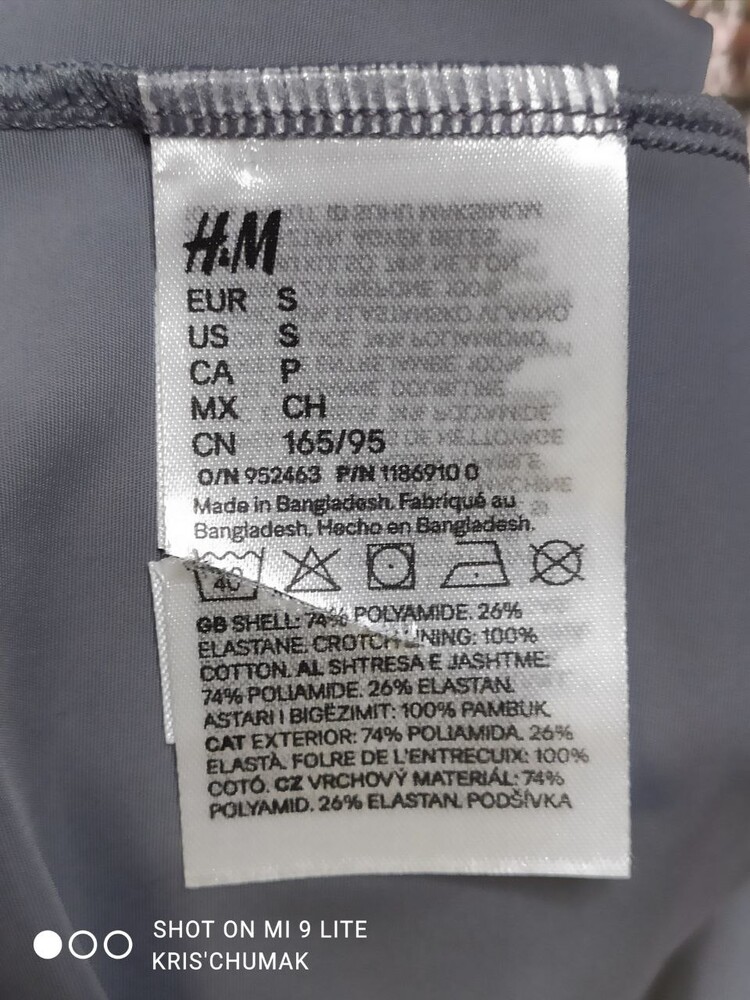 H&M
EUR S
US S
CA P
MX CH
CN 165/95
O/N 952463 P/N 1186910 0
Made in Bangladesh. Fabriqué au
Bangladesh. Hecho en Bangladesh.
40
GB SHELL: 74% POLYAMIDE. 26%
ELASTANE. CROTCH LINING: 100%
COTTON. AL SHTRESA E JASHTME:
74% POLIAMIDE. 26% ELASTAN.
ASTARI I BIGËZIMIT: 100% PAMBUK.
CAT EXTERIOR: 74% POLIAMIDA. 26%
ELASTÀ. FOLRE DE L'ENTRECUIX: 100%
COTÓ. CZ VRCHOVÝ MATERIÁL: 74%
POLYAMID. 26% ELASTAN. PODŠÍVKA
SHOT ON MI 9 LITE
KRIS'CHUMAK